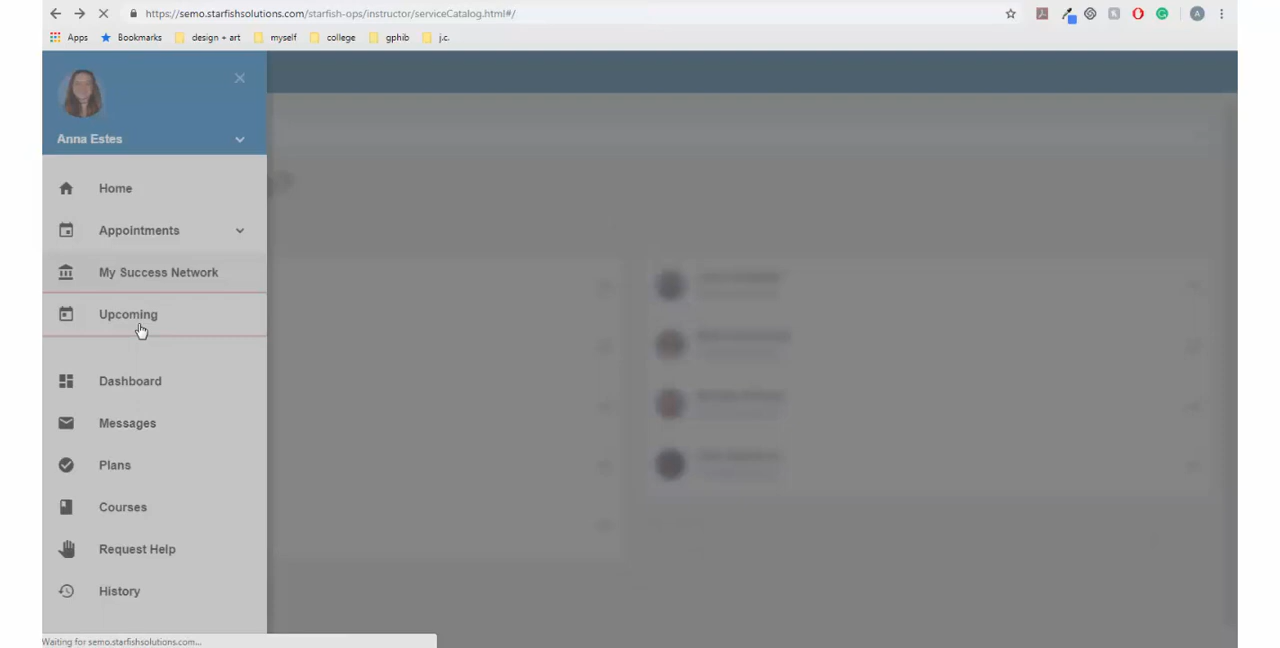 https://semo.starfishsolutions.com/starfish-ops/instructor/serviceCatalog.html#/
A
Apps Bookmarks design + art myself college gphib j.c.
Anna Estes
Home
Appointments
My Success Network
Upcoming
Dashboard
Messages
Plans
Courses
Request Help
History
Waiting for semo.starfishsolutions.com...